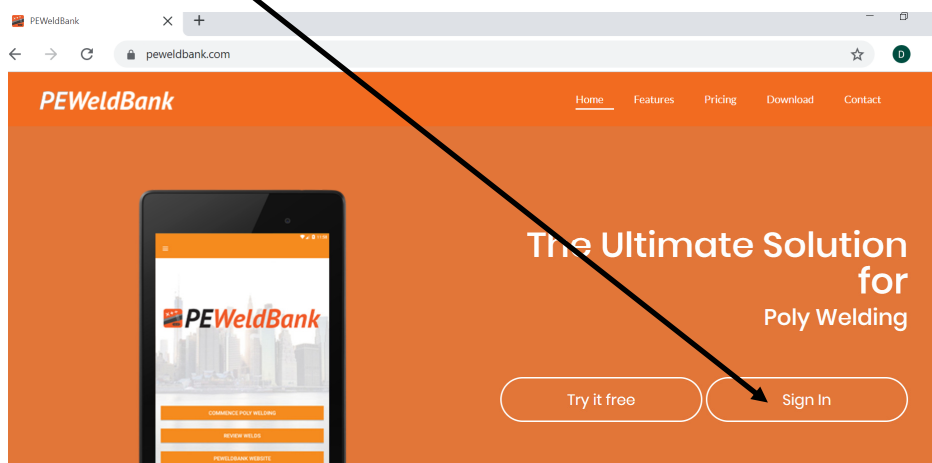 PEWeldBank
peweldbank.com
D
PEWeldBank
Home Features Pricing Download Contact
The Ultimate Solution
for
Poly Welding
PEWeldBank
COMMENCE POLY WELDING
REVIEW WELDS
PEWELDBANK WEBSITE
Try it free Sign In